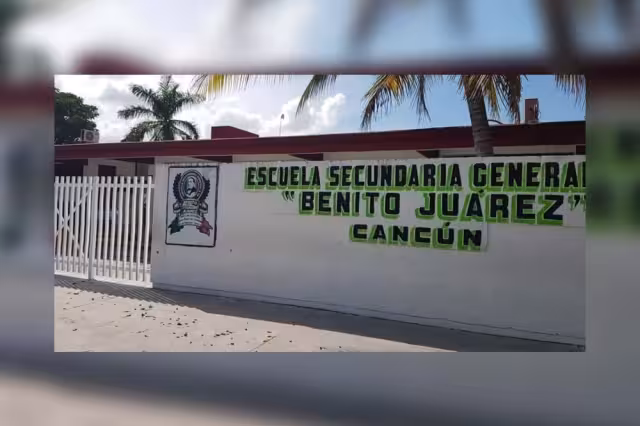 ESCUELA SECUNDARIA GENERAL
"BENITO JUÁREZ"
CANCÚN